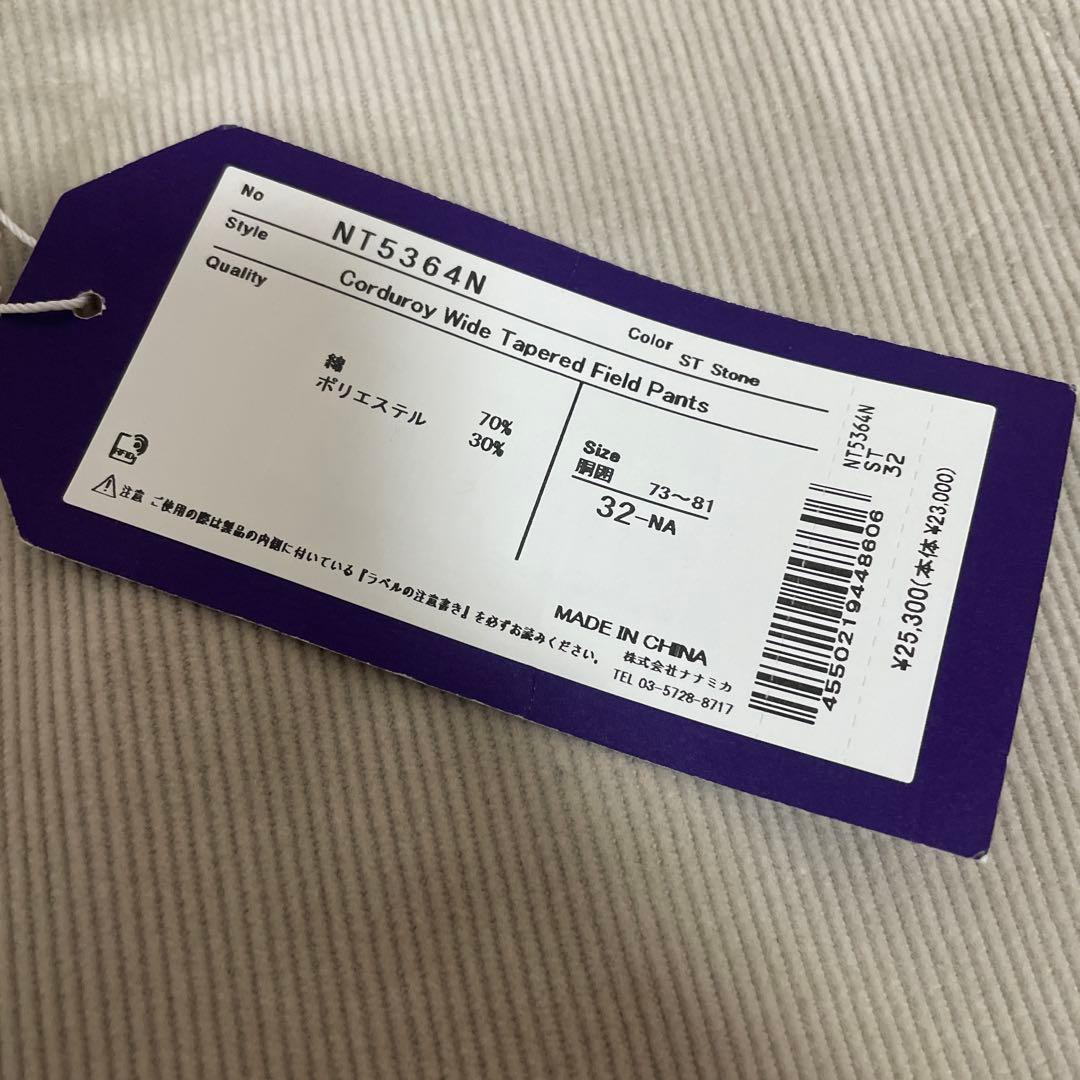 No NT5364N
Color ST Stone
Style Corduroy Wide Tapered Field Pants
Quality
綿 70%
ポリエステル 30%
Size
胴囲 73～81
32-NA
RFID
注意 ご使用の際は製品の内側に付いている『ラベルの注意書き』を必ずお読みください。
MADE IN CHINA
株式会社ナナミカ
TEL 03-5728-8717
NT5364N
ST
32
4550219448606
¥25,300(本体 ¥23,000)